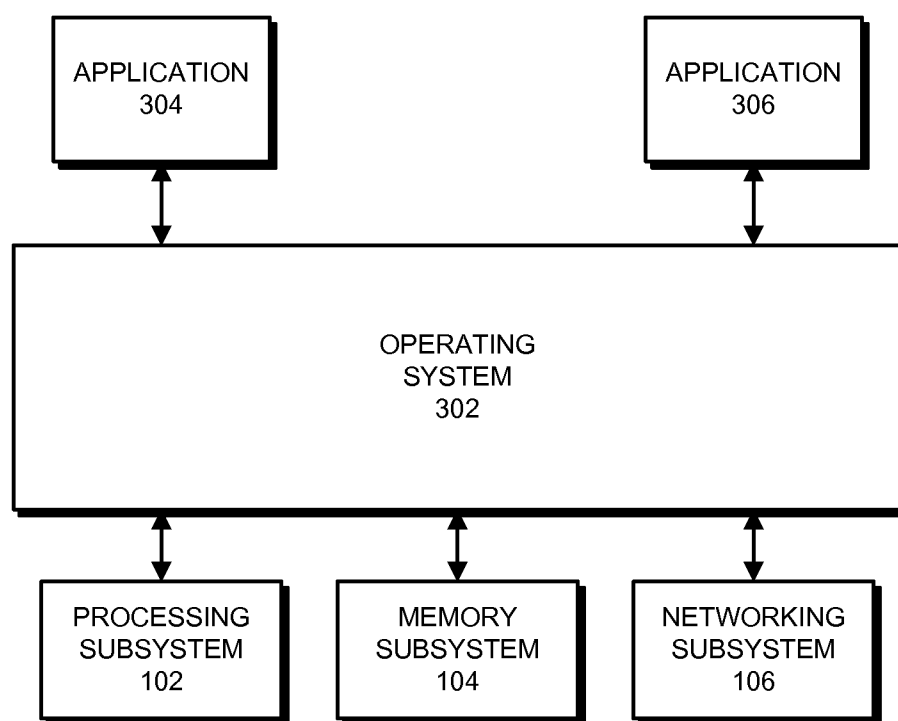 APPLICATION
304
APPLICATION
306
OPERATING
SYSTEM
302
PROCESSING
SUBSYSTEM
102
MEMORY
SUBSYSTEM
104
NETWORKING
SUBSYSTEM
106